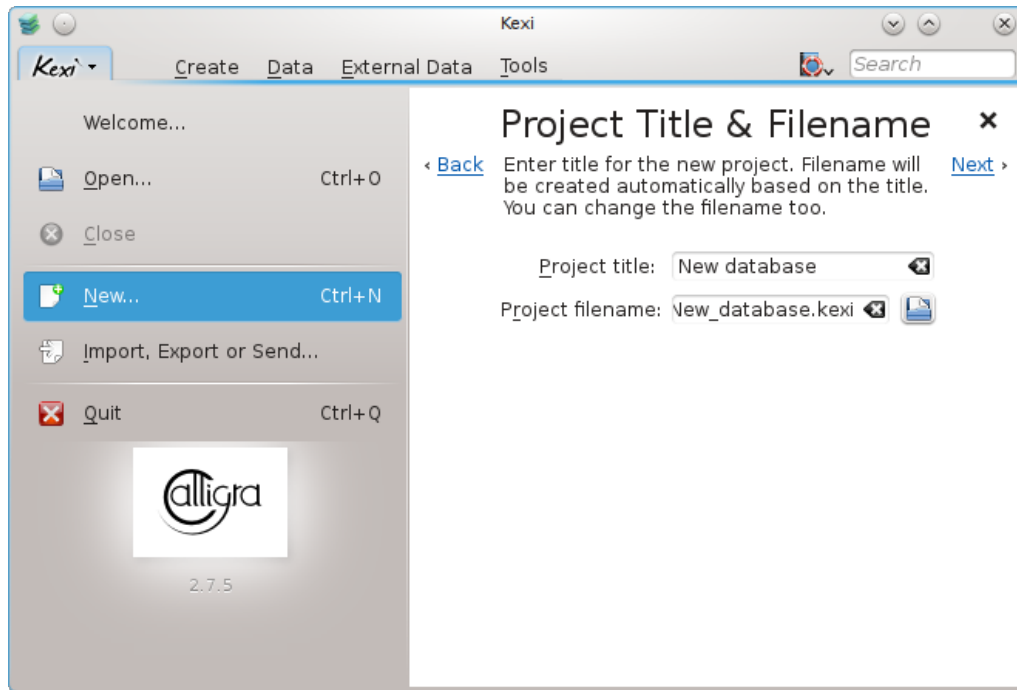 Kexi
Kexi Create Data External Data Tools Search
Welcome...
Open... Ctrl+O
Close
New... Ctrl+N
Import, Export or Send...
Quit Ctrl+Q
Calligra
2.7.5
Project Title & Filename
‹ Back
Enter title for the new project. Filename will
be created automatically based on the title.
You can change the filename too.
Next ›
Project title: New database
Project filename: New_database.kexi